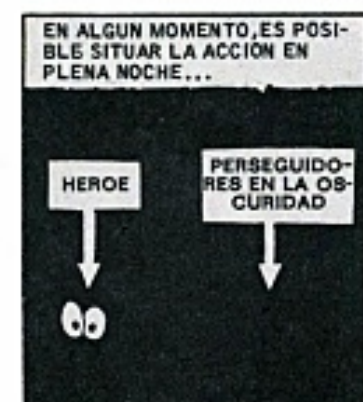 EN ALGUN MOMENTO, ES POSI-
BLE SITUAR LA ACCION EN
PLENA NOCHE...
HEROE
PERSEGUIDO-
RES EN LA OS-
CURIDAD